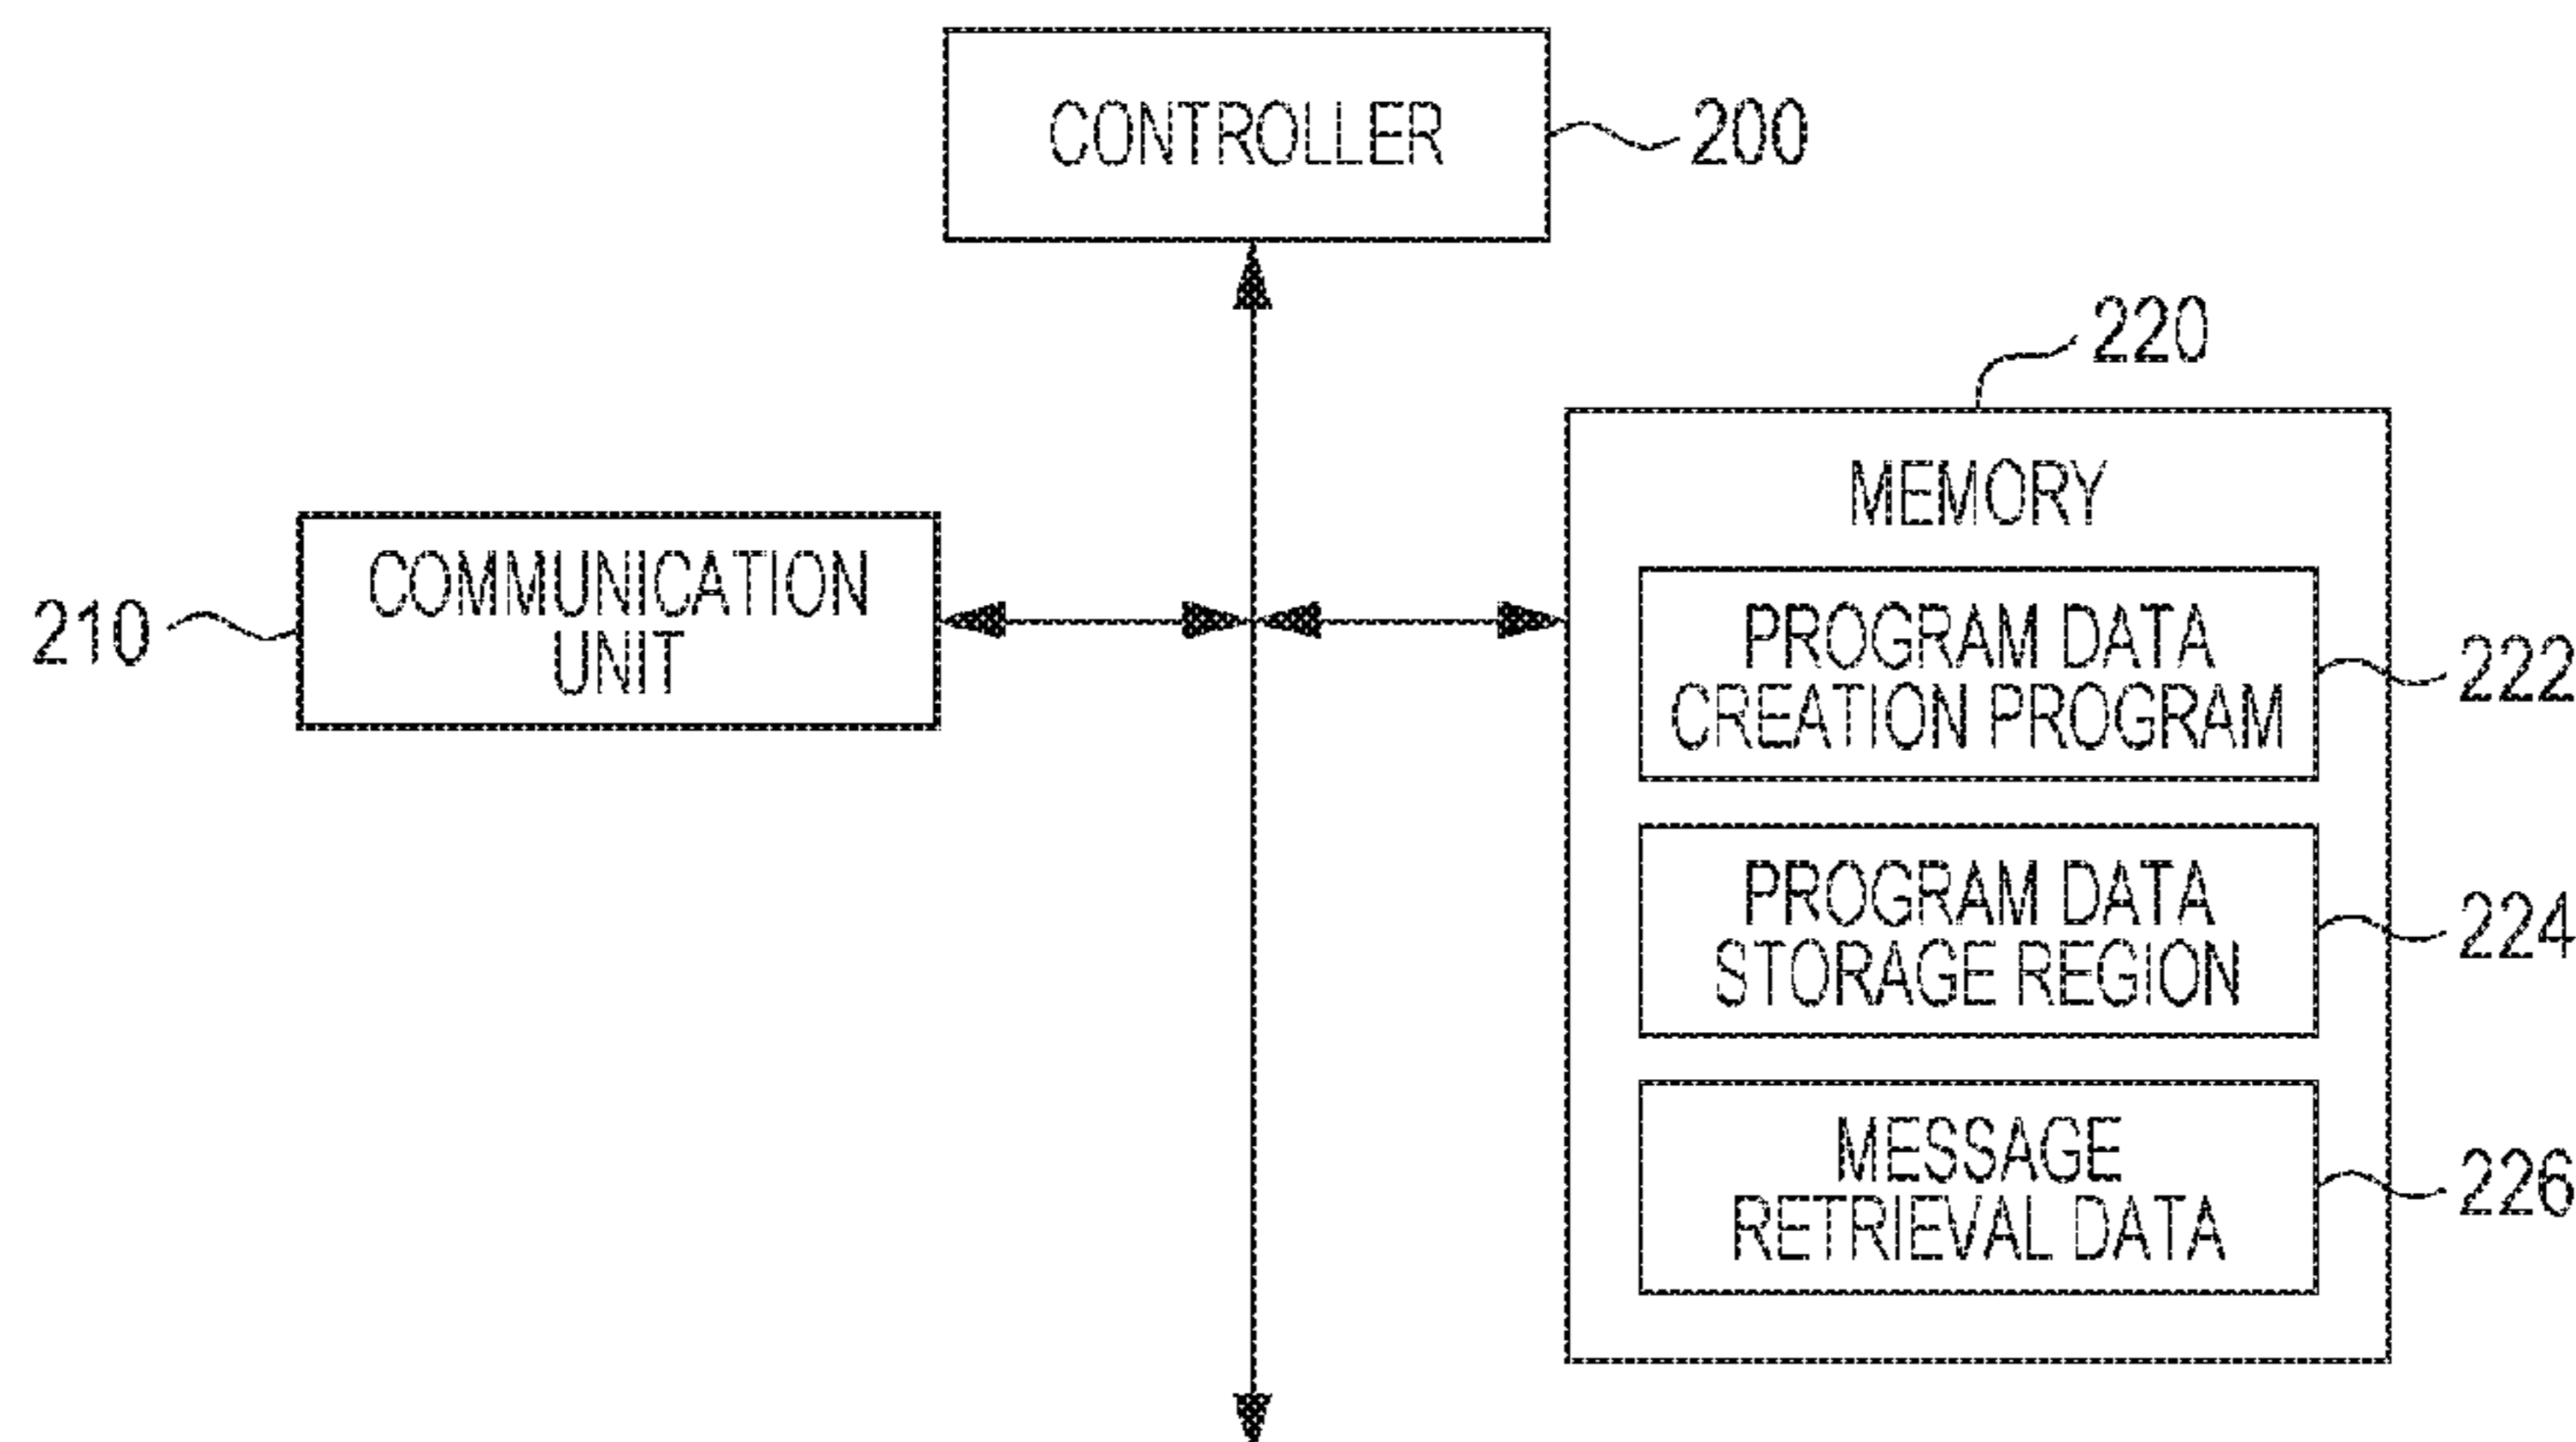 CONTROLLER
200
220
MEMORY
210
COMMUNICATION
UNIT
PROGRAM DATA
CREATION PROGRAM
222
PROGRAM DATA
STORAGE REGION
224
MESSAGE
RETRIEVAL DATA
226